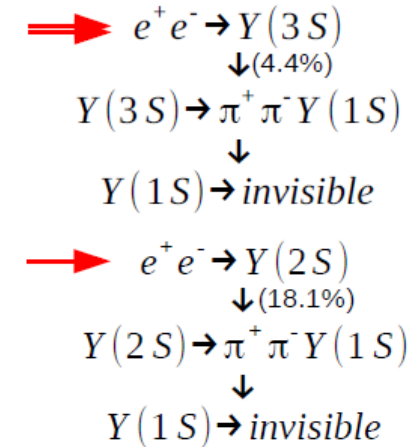 e⁺e⁻→Y(3S)
↓(4.4%)
Y(3S)→π⁺π⁻Y(1S)
↓
Y(1S)→invisible
e⁺e⁻→Y(2S)
↓(18.1%)
Y(2S)→π⁺π⁻Y(1S)
↓
Y(1S)→invisible